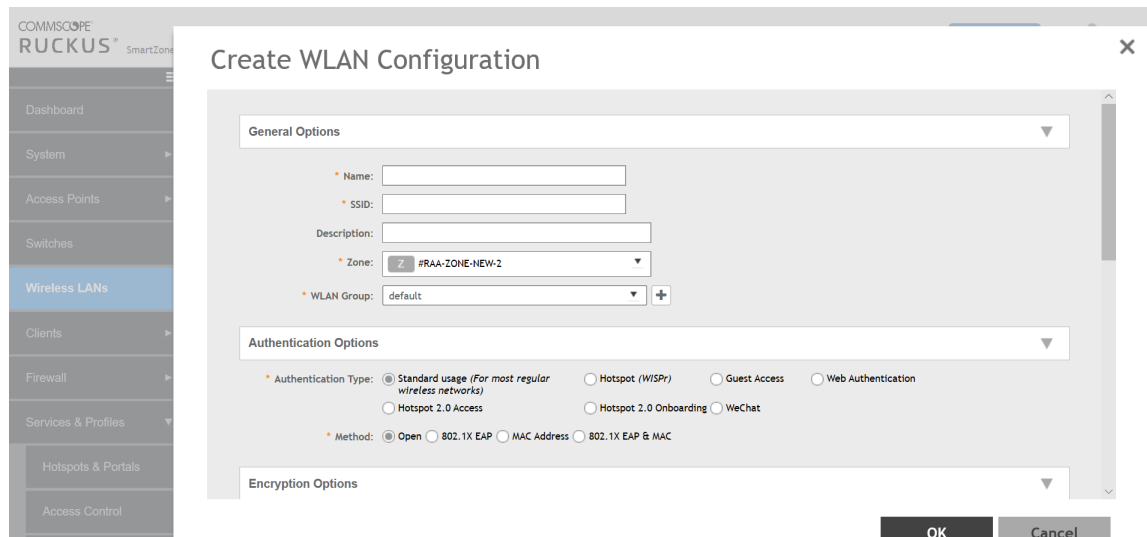 COMMSCOPE
RUCKUS® SmartZone
Create WLAN Configuration
Dashboard
System
Access Points
Switches
Wireless LANs
Clients
Firewall
Services & Profiles
Hotspots & Portals
Access Control
General Options
* Name:
* SSID:
Description:
* Zone: Z #RAA-ZONE-NEW-2
* WLAN Group: default
Authentication Options
* Authentication Type: Standard usage (For most regular wireless networks) Hotspot (WISPr) Guest Access Web Authentication
Hotspot 2.0 Access Hotspot 2.0 Onboarding WeChat
* Method: Open 802.1X EAP MAC Address 802.1X EAP & MAC
Encryption Options
OK Cancel